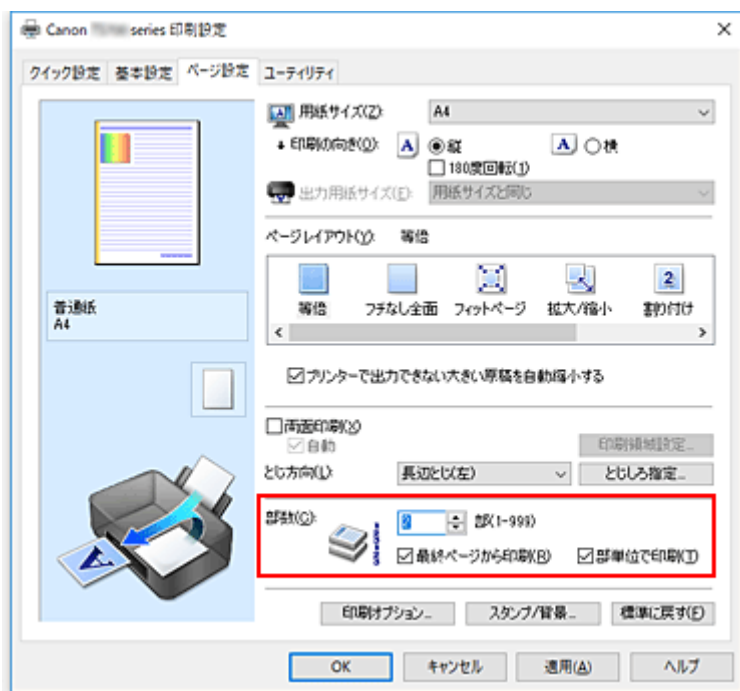 Canon series 印刷設定
クイック設定 基本設定 ページ設定 ユーティリティ
用紙サイズ(Z): A4
印刷の向き(O): A 縦 A 横
180度回転(1)
出力用紙サイズ(E): 用紙サイズと同じ
ページレイアウト(Y): 等倍
等倍 フチなし全面 フィットページ 拡大/縮小 2 割り付け
普通紙
A4
プリンターで出力できない大きい原稿を自動縮小する
両面印刷(X)
自動 印刷領域設定...
とじ方向(L): 長辺とじ(左) とじしろ指定...
部数(C): 2 部(1-999)
最終ページから印刷(R) 部単位で印刷(T)
印刷オプション... スタンプ/背景... 標準に戻す(F)
OK キャンセル 適用(A) ヘルプ